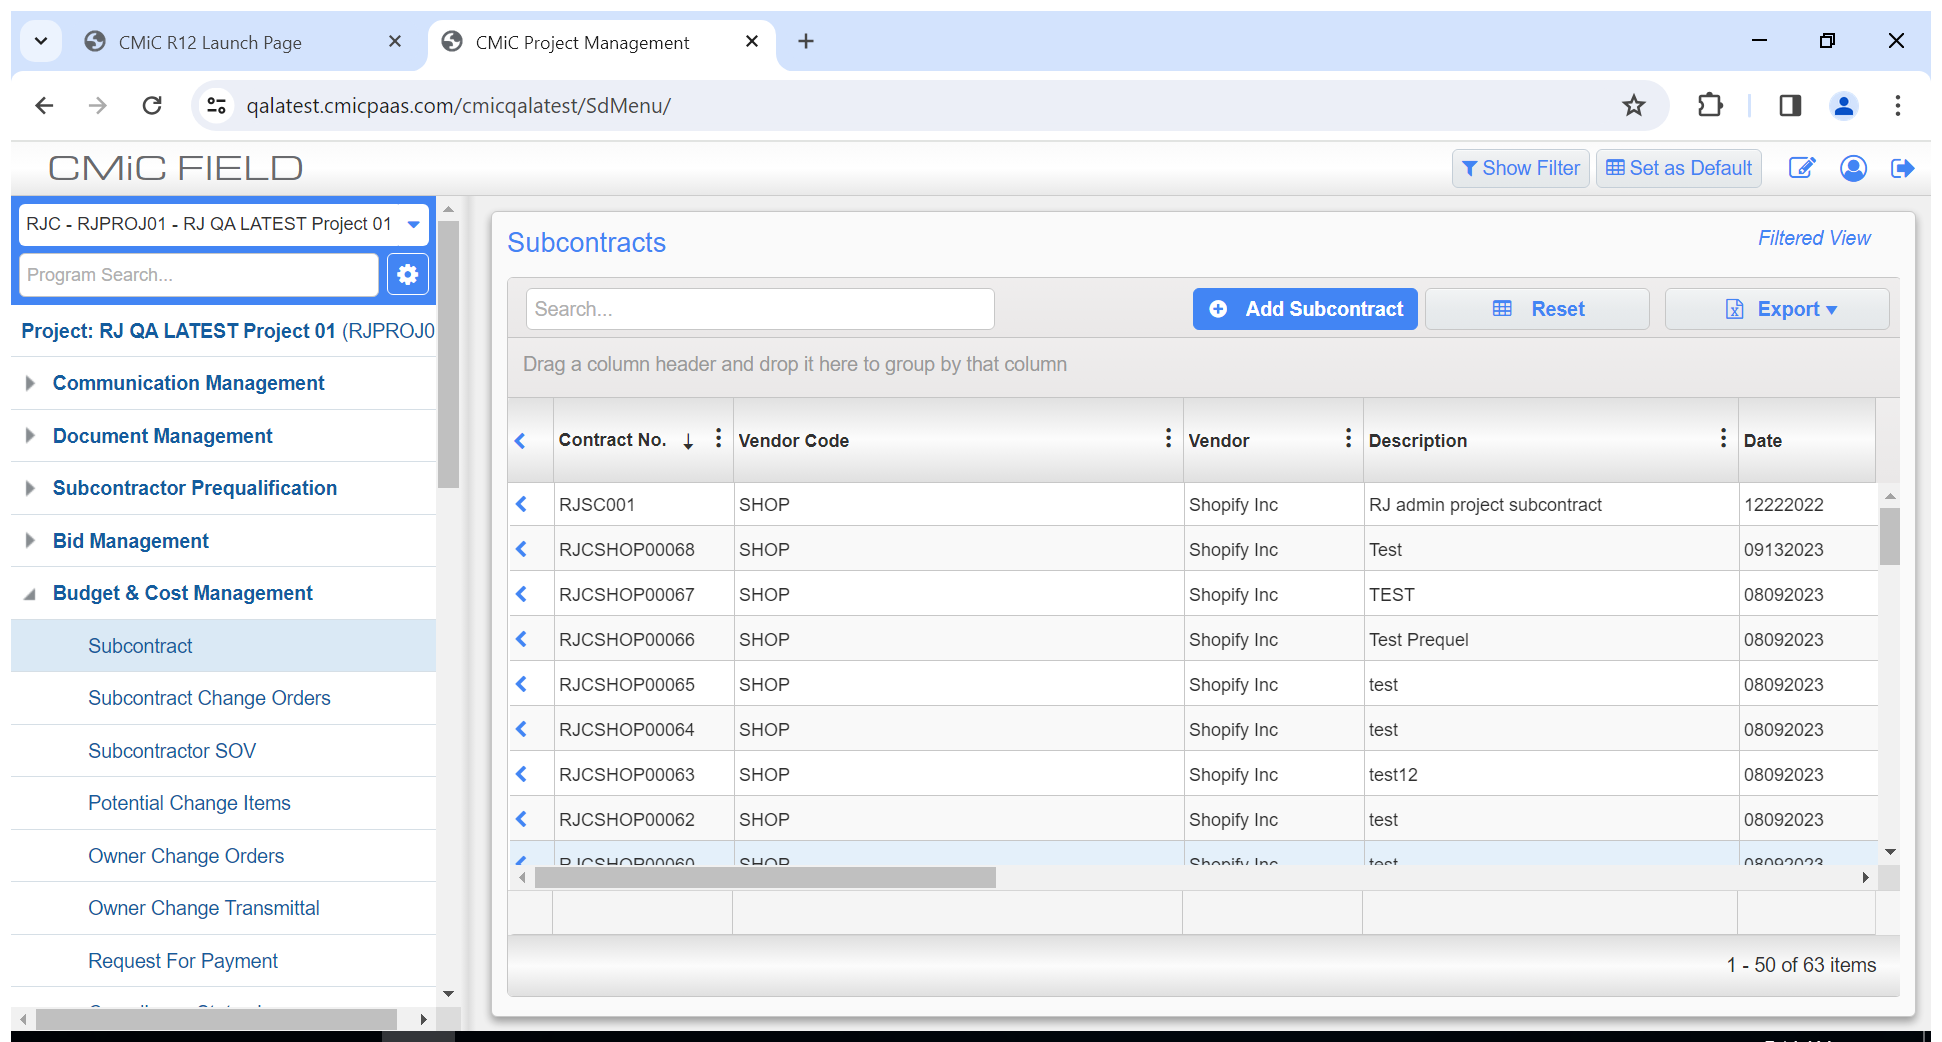 CMiC R12 Launch Page
CMiC Project Management
qalatest.cmicpaas.com/cmicqalatest/SdMenu/
CMiC FIELD
Show Filter
Set as Default
RJC - RJPROJ01 - RJ QA LATEST Project 01
Program Search...
Project: RJ QA LATEST Project 01 (RJPROJ0
Communication Management
Document Management
Subcontractor Prequalification
Bid Management
Budget & Cost Management
Subcontract
Subcontract Change Orders
Subcontractor SOV
Potential Change Items
Owner Change Orders
Owner Change Transmittal
Request For Payment
Subcontracts
Filtered View
Search...
Add Subcontract
Reset
Export
Drag a column header and drop it here to group by that column
Contract No. Vendor Code Vendor Description Date
RJSC001 SHOP Shopify Inc RJ admin project subcontract 12222022
RJCSHOP00068 SHOP Shopify Inc Test 09132023
RJCSHOP00067 SHOP Shopify Inc TEST 08092023
RJCSHOP00066 SHOP Shopify Inc Test Prequel 08092023
RJCSHOP00065 SHOP Shopify Inc test 08092023
RJCSHOP00064 SHOP Shopify Inc test 08092023
RJCSHOP00063 SHOP Shopify Inc test12 08092023
RJCSHOP00062 SHOP Shopify Inc test 08092023
RJCSHOP00060 SHOP Shopify Inc test 08092023
1 - 50 of 63 items